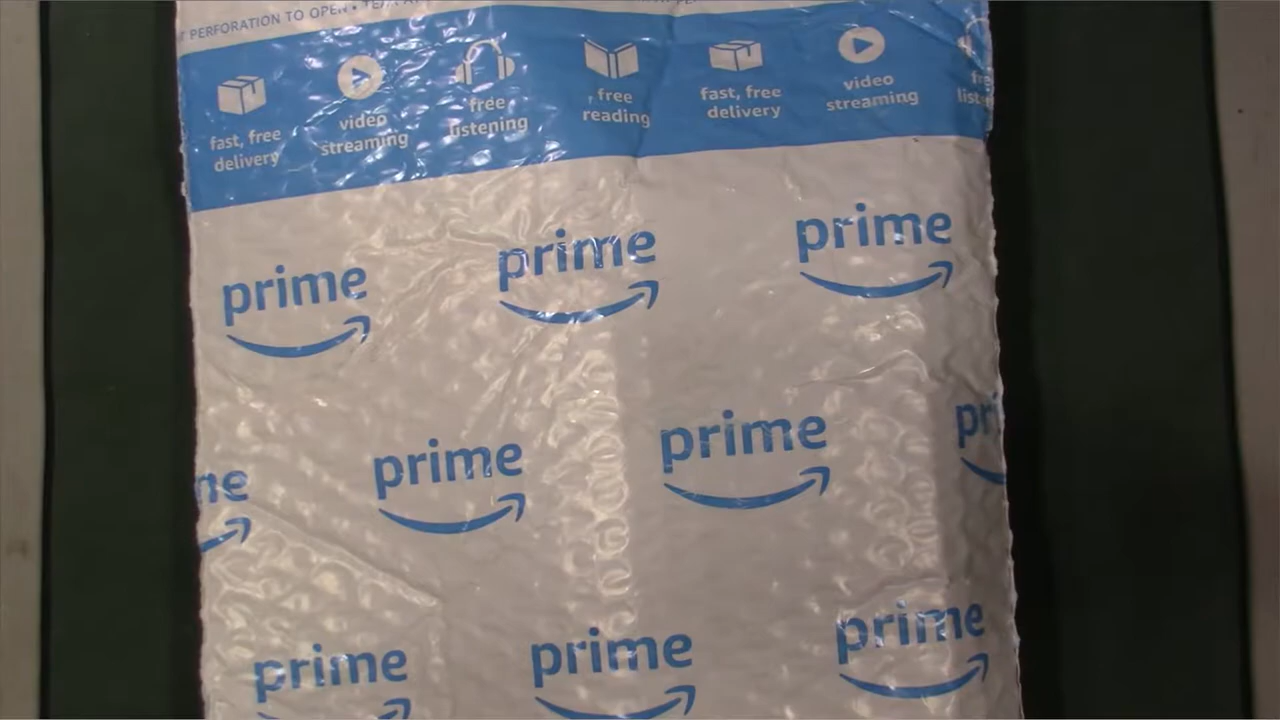 PERFORATION TO OPEN •
fast, free
delivery
video
streaming
free
listening
free
reading
fast, free
delivery
video
streaming
prime
prime
prime
prime
prime
prime
prime
prime